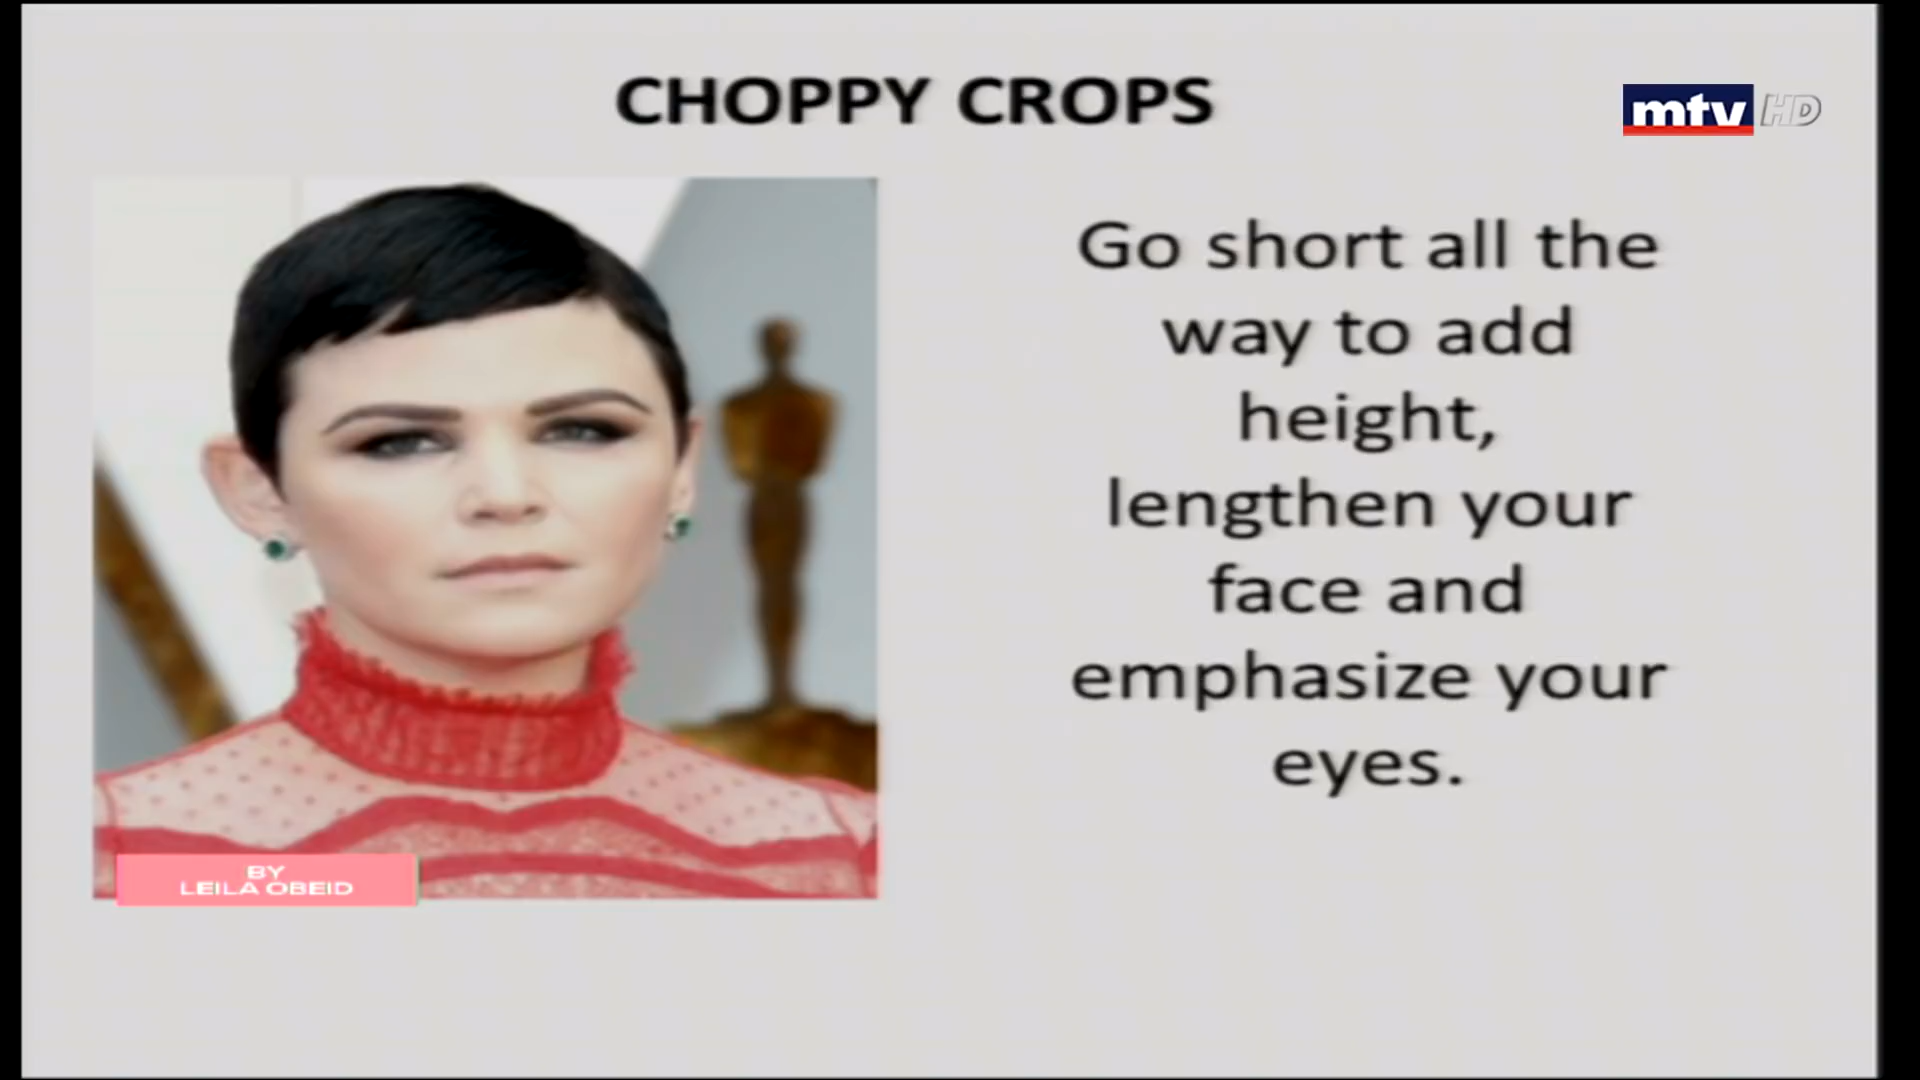 CHOPPY CROPS
mtv HD
Go short all the
way to add
height,
lengthen your
face and
emphasize your
eyes.
BY
LEILA OBEID